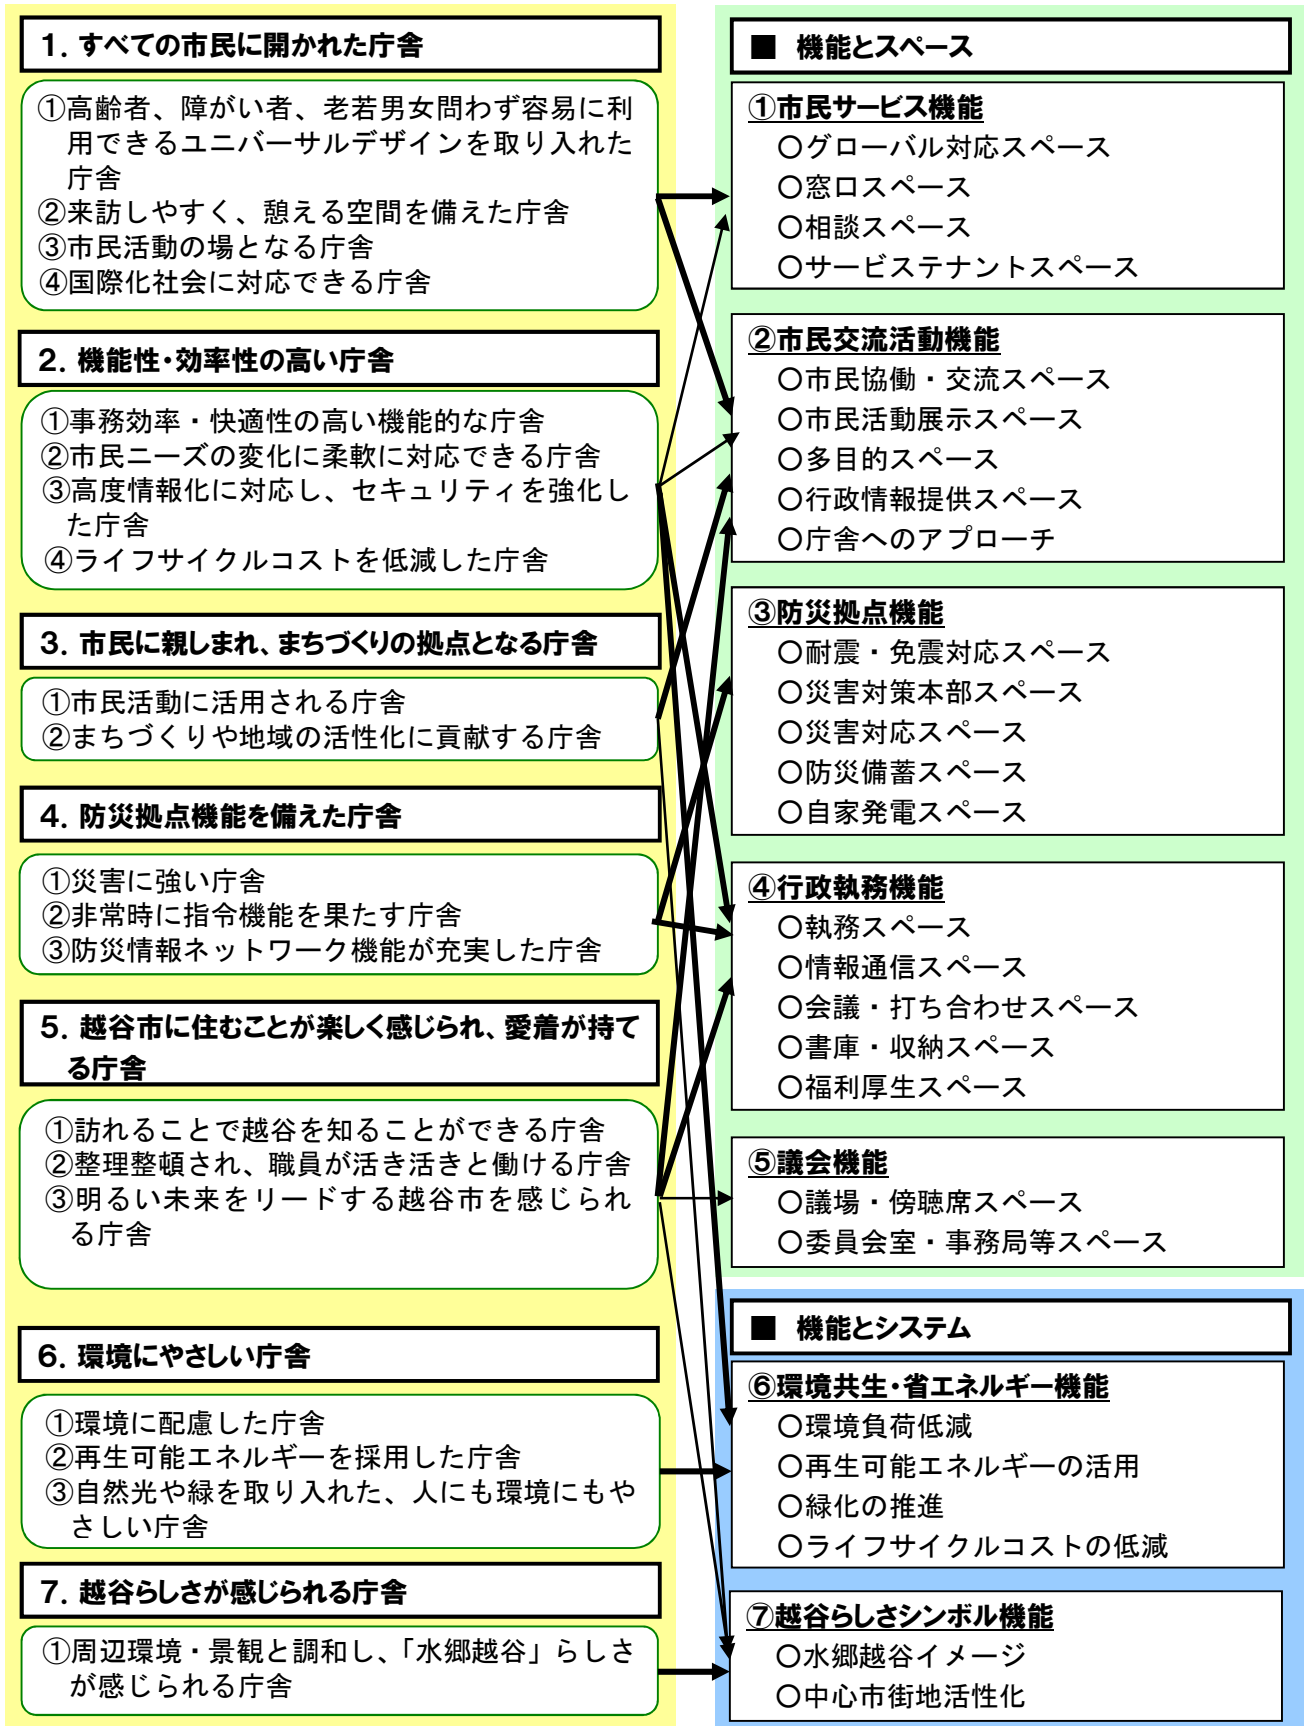 1．すべての市民に開かれた庁舎
①高齢者、障がい者、老若男女問わず容易に利
用できるユニバーサルデザインを取り入れた
庁舎
②来訪しやすく、憩える空間を備えた庁舎
③市民活動の場となる庁舎
④国際化社会に対応できる庁舎
2．機能性・効率性の高い庁舎
①事務効率・快適性の高い機能的な庁舎
②市民ニーズの変化に柔軟に対応できる庁舎
③高度情報化に対応し、セキュリティを強化し
た庁舎
④ライフサイクルコストを低減した庁舎
3．市民に親しまれ、まちづくりの拠点となる庁舎
①市民活動に活用される庁舎
②まちづくりや地域の活性化に貢献する庁舎
4．防災拠点機能を備えた庁舎
①災害に強い庁舎
②非常時に指令機能を果たす庁舎
③防災情報ネットワーク機能が充実した庁舎
5．越谷市に住むことが楽しく感じられ、愛着が持て
る庁舎
①訪れることで越谷を知ることができる庁舎
②整理整頓され、職員が活き活きと働ける庁舎
③明るい未来をリードする越谷市を感じられ
る庁舎
6．環境にやさしい庁舎
①環境に配慮した庁舎
②再生可能エネルギーを採用した庁舎
③自然光や緑を取り入れた、人にも環境にもや
さしい庁舎
7．越谷らしさが感じられる庁舎
①周辺環境・景観と調和し、「水郷越谷」らしさ
が感じられる庁舎
■ 機能とスペース
①市民サービス機能
○グローバル対応スペース
○窓口スペース
○相談スペース
○サービステナントスペース
②市民交流活動機能
○市民協働・交流スペース
○市民活動展示スペース
○多目的スペース
○行政情報提供スペース
○庁舎へのアプローチ
③防災拠点機能
○耐震・免震対応スペース
○災害対策本部スペース
○災害対応スペース
○防災備蓄スペース
○自家発電スペース
④行政執務機能
○執務スペース
○情報通信スペース
○会議・打ち合わせスペース
○書庫・収納スペース
○福利厚生スペース
⑤議会機能
○議場・傍聴席スペース
○委員会室・事務局等スペース
■ 機能とシステム
⑥環境共生・省エネルギー機能
○環境負荷低減
○再生可能エネルギーの活用
○緑化の推進
○ライフサイクルコストの低減
⑦越谷らしさシンボル機能
○水郷越谷イメージ
○中心市街地活性化